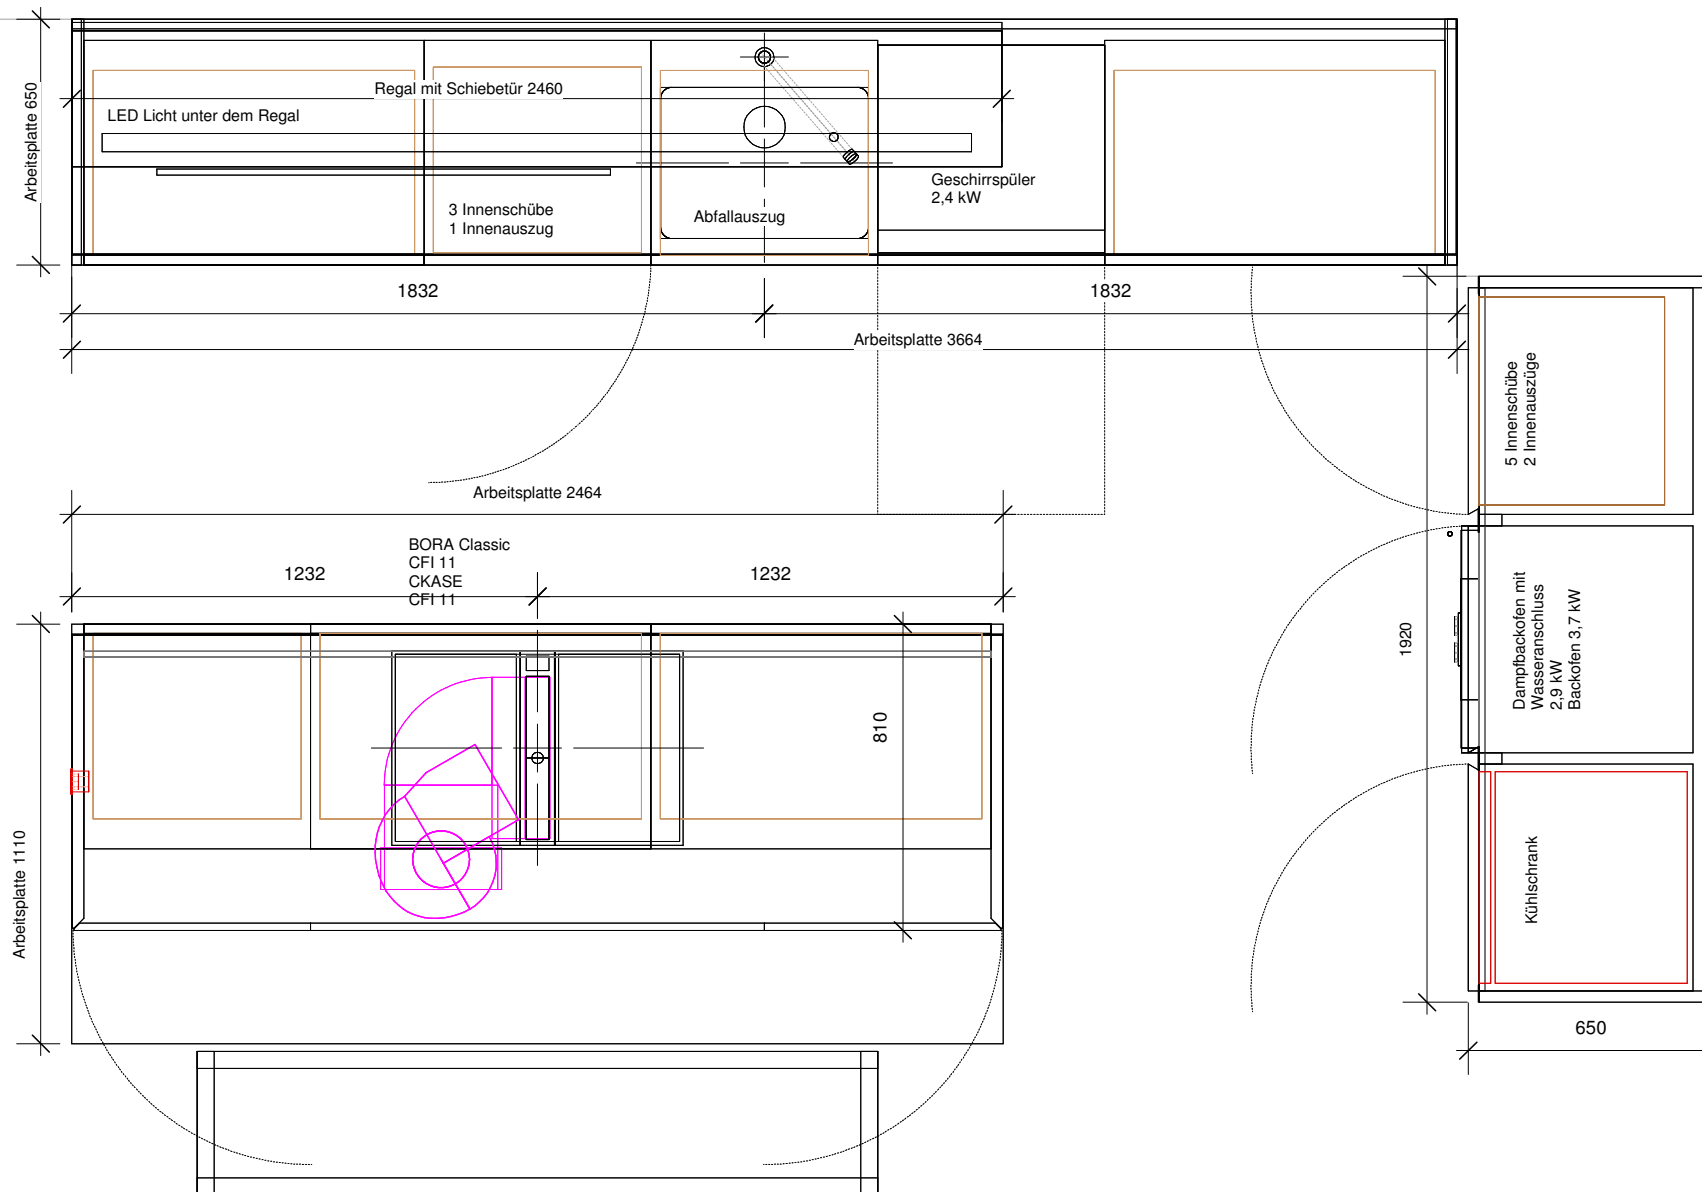 Arbeitsplatte 650
Regal mit Schiebetür 2460
LED Licht unter dem Regal
3 Innenschübe
1 Innenauszug
Abfallauszug
Geschirrspüler
2,4 kW
1832
1832
Arbeitsplatte 3664
5 Innenschübe
2 Innenauszüge
Arbeitsplatte 2464
BORA Classic
CFI 11
CKASE
CFI 11
1232
1232
1920
Dampfbackofen mit
Wasseranschluss
2,9 kW
Backofen 3,7 kW
810
Arbeitsplatte 1110
Kühlschrank
650